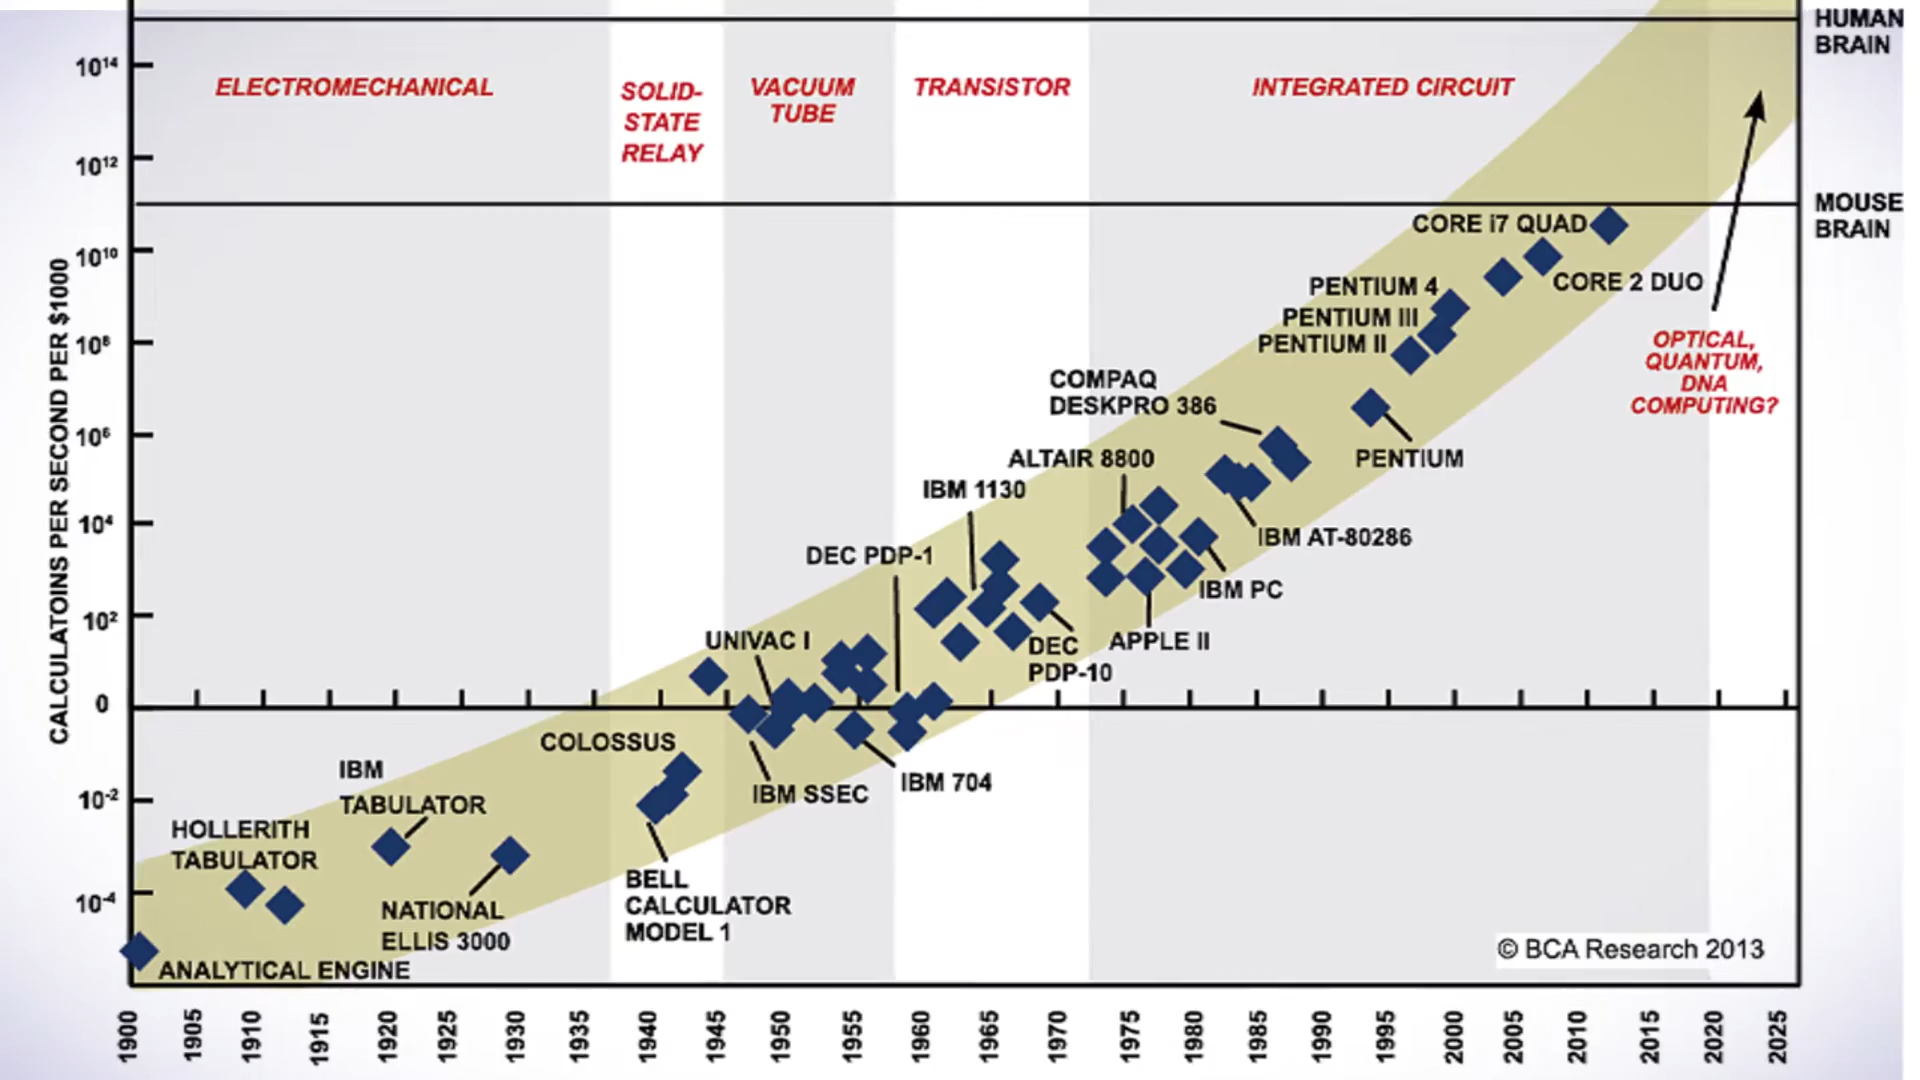 HUMAN
BRAIN
10¹⁴
ELECTROMECHANICAL
SOLID-
STATE
RELAY
VACUUM
TUBE
TRANSISTOR
INTEGRATED CIRCUIT
10¹²
MOUSE
BRAIN
CORE i7 QUAD
10¹⁰
CORE 2 DUO
PENTIUM 4
PENTIUM III
PENTIUM II
10⁸
OPTICAL,
QUANTUM,
DNA
COMPUTING?
COMPAQ
DESKPRO 386
10⁶
PENTIUM
ALTAIR 8800
IBM 1130
10⁴
IBM AT-80286
DEC PDP-1
IBM PC
10²
UNIVAC I
DEC
PDP-10
APPLE II
0
CALCULATOINS PER SECOND PER $1000
COLOSSUS
IBM
TABULATOR
IBM SSEC
IBM 704
10⁻²
HOLLERITH
TABULATOR
BELL
CALCULATOR
MODEL 1
10⁻⁴
NATIONAL
ELLIS 3000
ANALYTICAL ENGINE
© BCA Research 2013
1900 1905 1910 1915 1920 1925 1930 1935 1940 1945 1950 1955 1960 1965 1970 1975 1980 1985 1990 1995 2000 2005 2010 2015 2020 2025